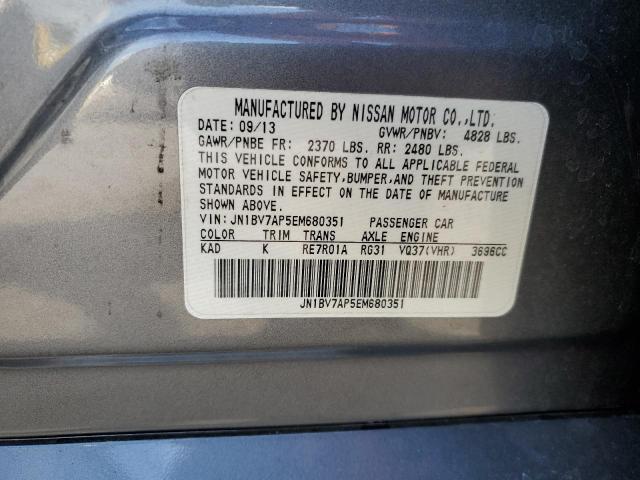 MANUFACTURED BY NISSAN MOTOR CO.,LTD.
DATE: 09/13 GVWR/PNBV: 4828 LBS.
GAWR/PNBE FR: 2370 LBS. RR: 2480 LBS.
THIS VEHICLE CONFORMS TO ALL APPLICABLE FEDERAL
MOTOR VEHICLE SAFETY, BUMPER, AND THEFT PREVENTION
STANDARDS IN EFFECT ON THE DATE OF MANUFACTURE
SHOWN ABOVE.
VIN: JN1BV7AP5EM680351 PASSENGER CAR
COLOR TRIM TRANS AXLE ENGINE
KAD K RE7R01A RG31 VQ37(VHR) 3696CC
JN1BV7AP5EM680351